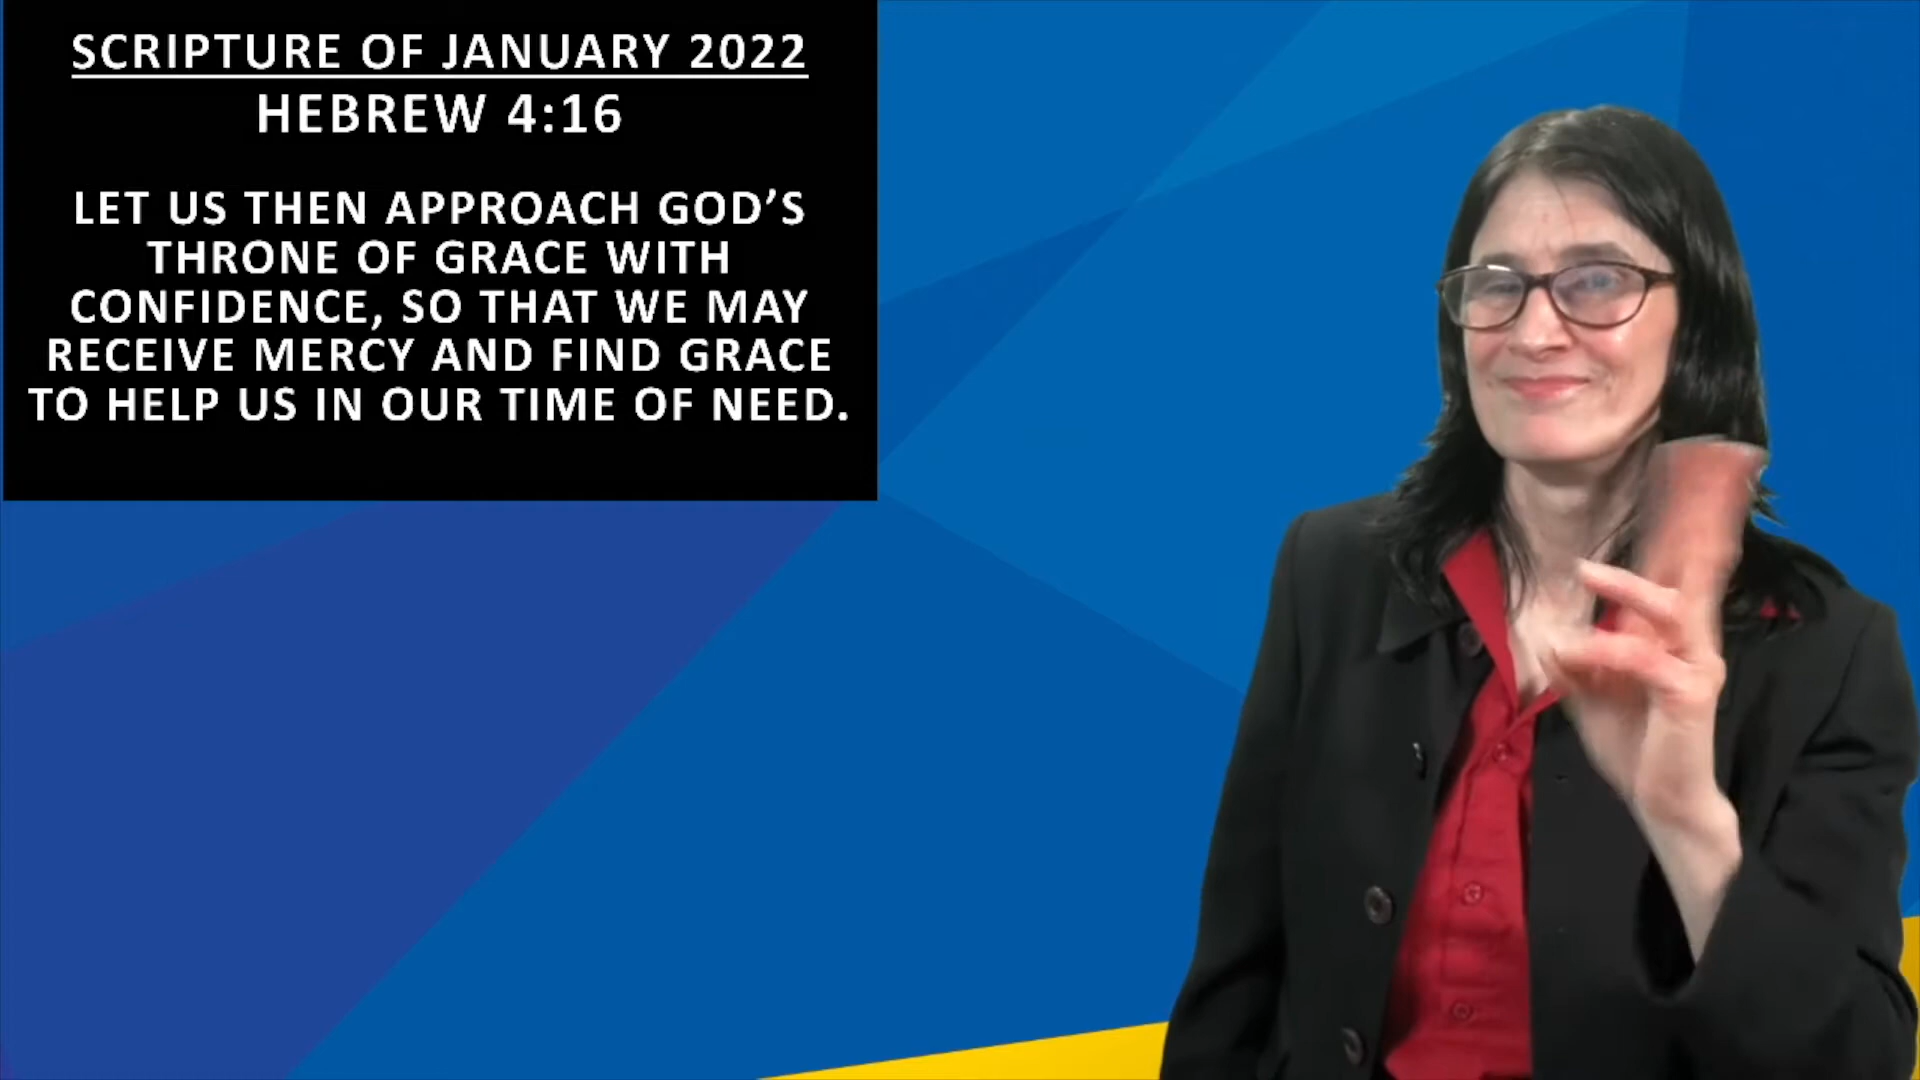 SCRIPTURE OF JANUARY 2022
HEBREW 4:16
LET US THEN APPROACH GOD’S
THRONE OF GRACE WITH
CONFIDENCE, SO THAT WE MAY
RECEIVE MERCY AND FIND GRACE
TO HELP US IN OUR TIME OF NEED.